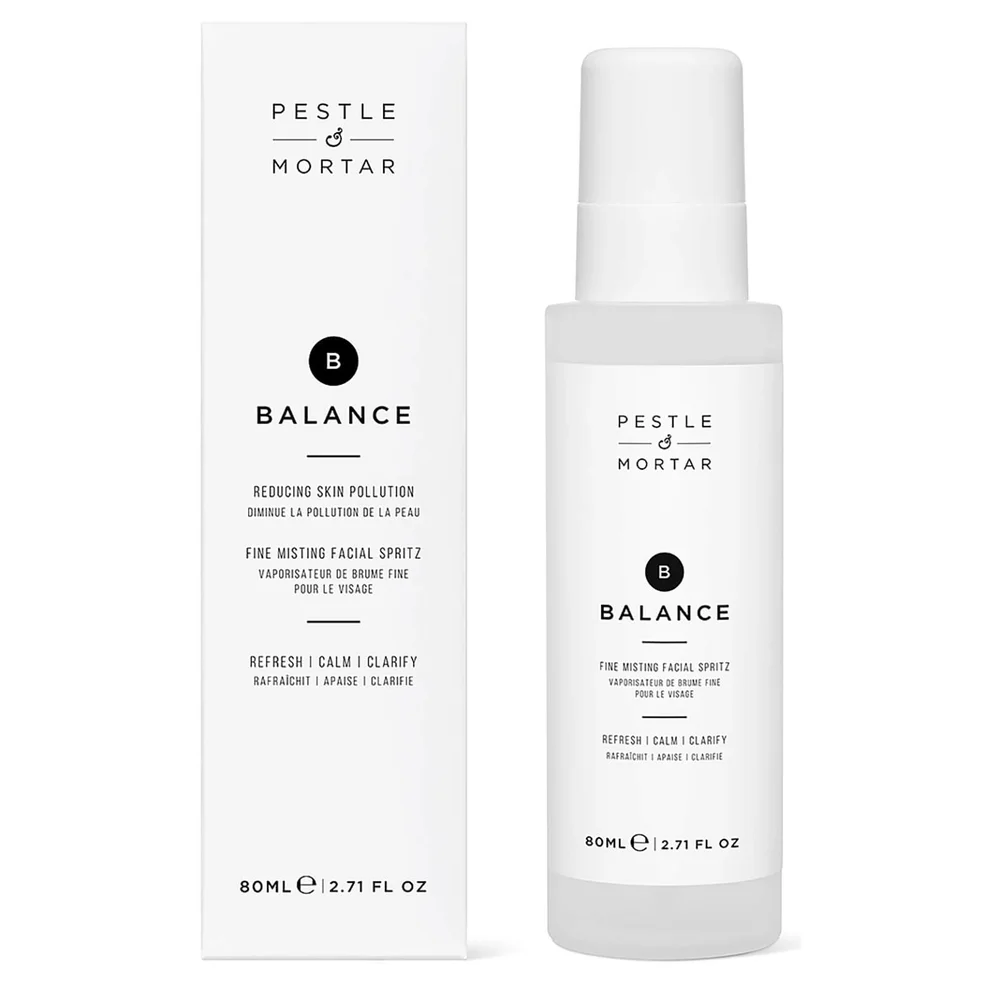 PESTLE
&
MORTAR
B
BALANCE
REDUCING SKIN POLLUTION
DIMINUE LA POLLUTION DE LA PEAU
FINE MISTING FACIAL SPRITZ
VAPORISATEUR DE BRUME FINE
POUR LE VISAGE
REFRESH | CALM | CLARIFY
RAFRAÎCHIT | APAISE | CLARIFIE
80ML ℮ | 2.71 FL OZ
PESTLE
&
MORTAR
B
BALANCE
FINE MISTING FACIAL SPRITZ
VAPORISATEUR DE BRUME FINE
POUR LE VISAGE
REFRESH | CALM | CLARIFY
RAFRAÎCHIT | APAISE | CLARIFIE
80ML ℮ | 2.71 FL OZ